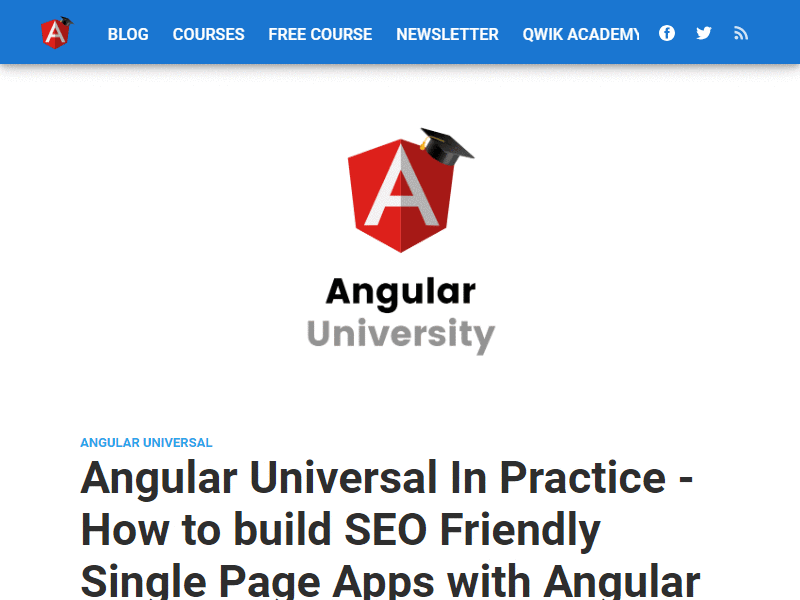 BLOG COURSES FREE COURSE NEWSLETTER QWIK ACADEMY
Angular
University
ANGULAR UNIVERSAL
Angular Universal In Practice -
How to build SEO Friendly
Single Page Apps with Angular